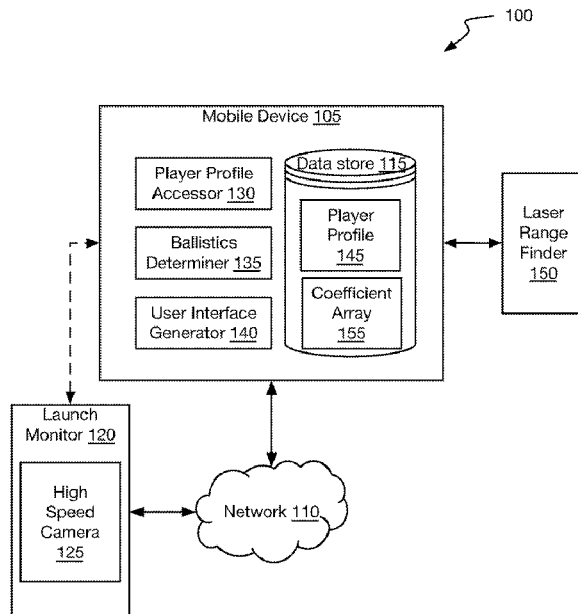 100
Mobile Device 105
Player Profile
Accessor 130
Ballistics
Determiner 135
User Interface
Generator 140
Data store 115
Player
Profile
145
Coefficient
Array
155
Laser
Range
Finder
150
Launch
Monitor 120
High
Speed
Camera
125
Network 110